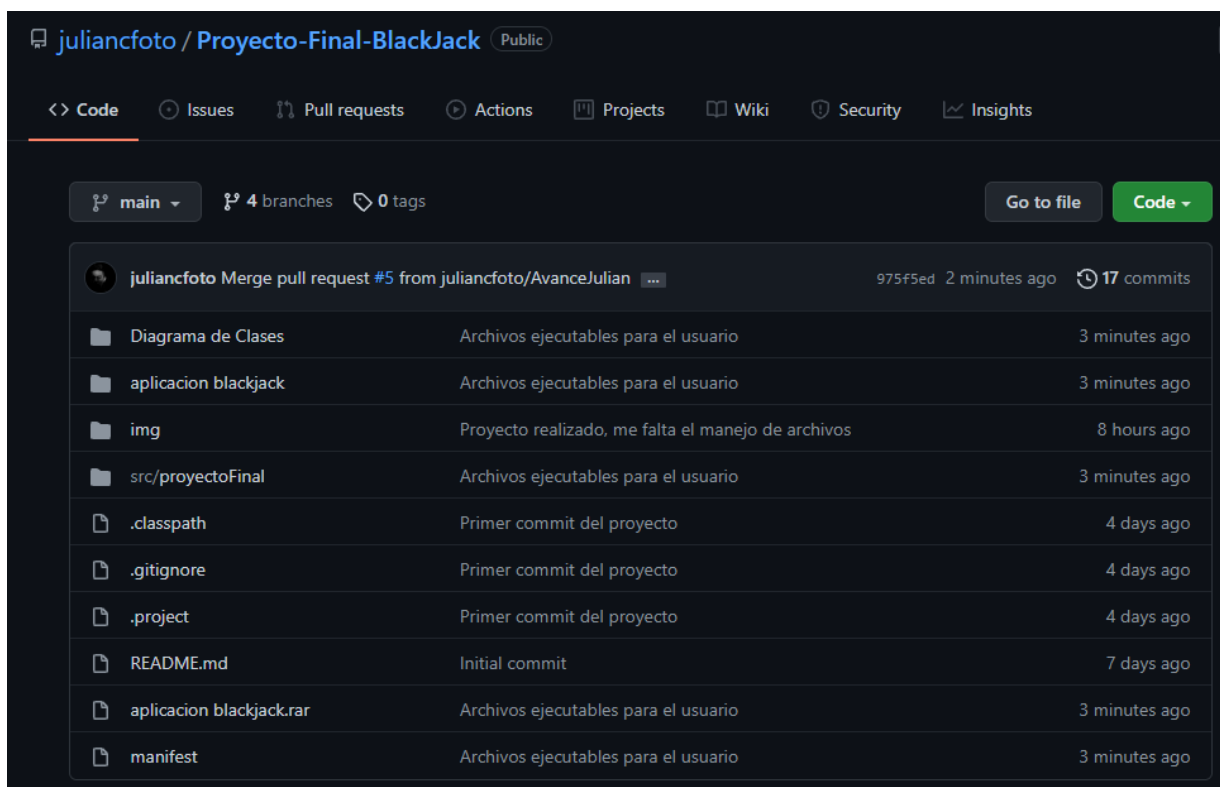 juliancfoto / Proyecto-Final-BlackJack Public
<> Code Issues Pull requests Actions Projects Wiki Security Insights
main 4 branches 0 tags Go to file Code
juliancfoto Merge pull request #5 from juliancfoto/AvanceJulian ... 975f5ed 2 minutes ago 17 commits
Diagrama de Clases Archivos ejecutables para el usuario 3 minutes ago
aplicacion blackjack Archivos ejecutables para el usuario 3 minutes ago
img Proyecto realizado, me falta el manejo de archivos 8 hours ago
src/proyectoFinal Archivos ejecutables para el usuario 3 minutes ago
.classpath Primer commit del proyecto 4 days ago
.gitignore Primer commit del proyecto 4 days ago
.project Primer commit del proyecto 4 days ago
README.md Initial commit 7 days ago
aplicacion blackjack.rar Archivos ejecutables para el usuario 3 minutes ago
manifest Archivos ejecutables para el usuario 3 minutes ago